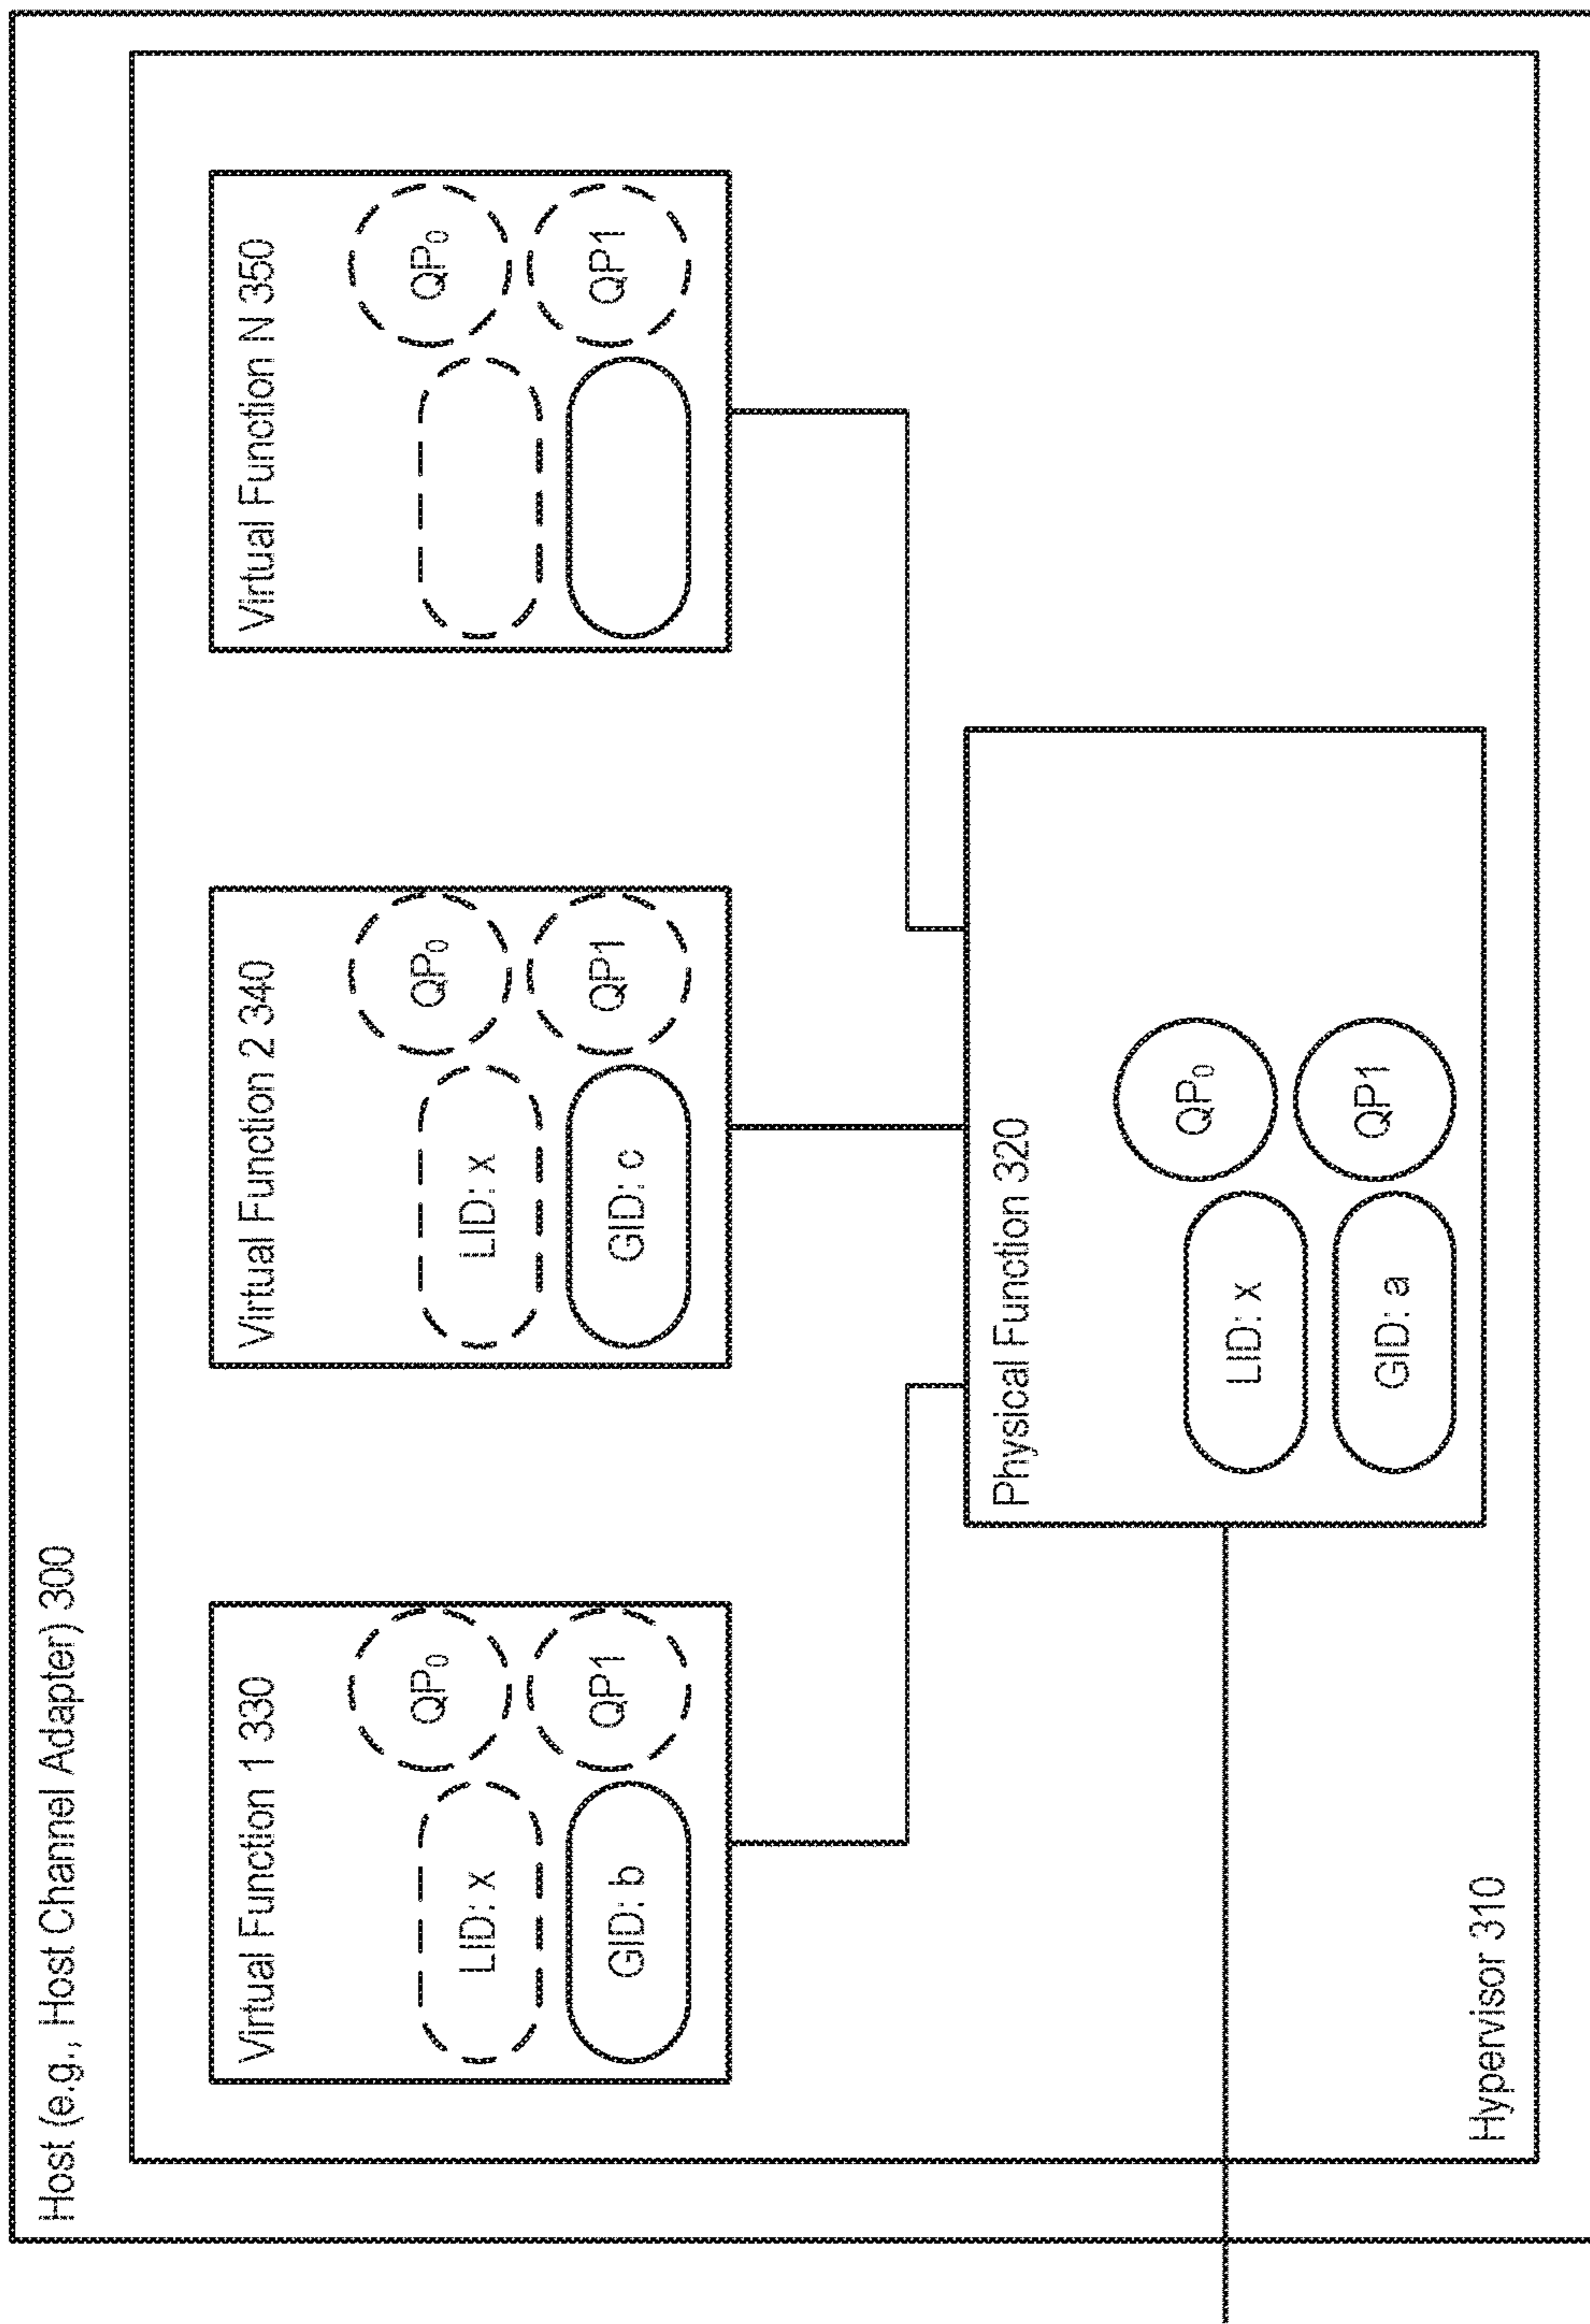 Host (e.g., Host Channel Adapter) 300
Virtual Function 1 330
QP₀
LID: x
QP1
GID: b
Virtual Function 2 340
QP₀
LID: x
QP1
GID: c
Virtual Function N 350
QP₀
QP1
Physical Function 320
QP₀
LID: x
QP1
GID: a
Hypervisor 310